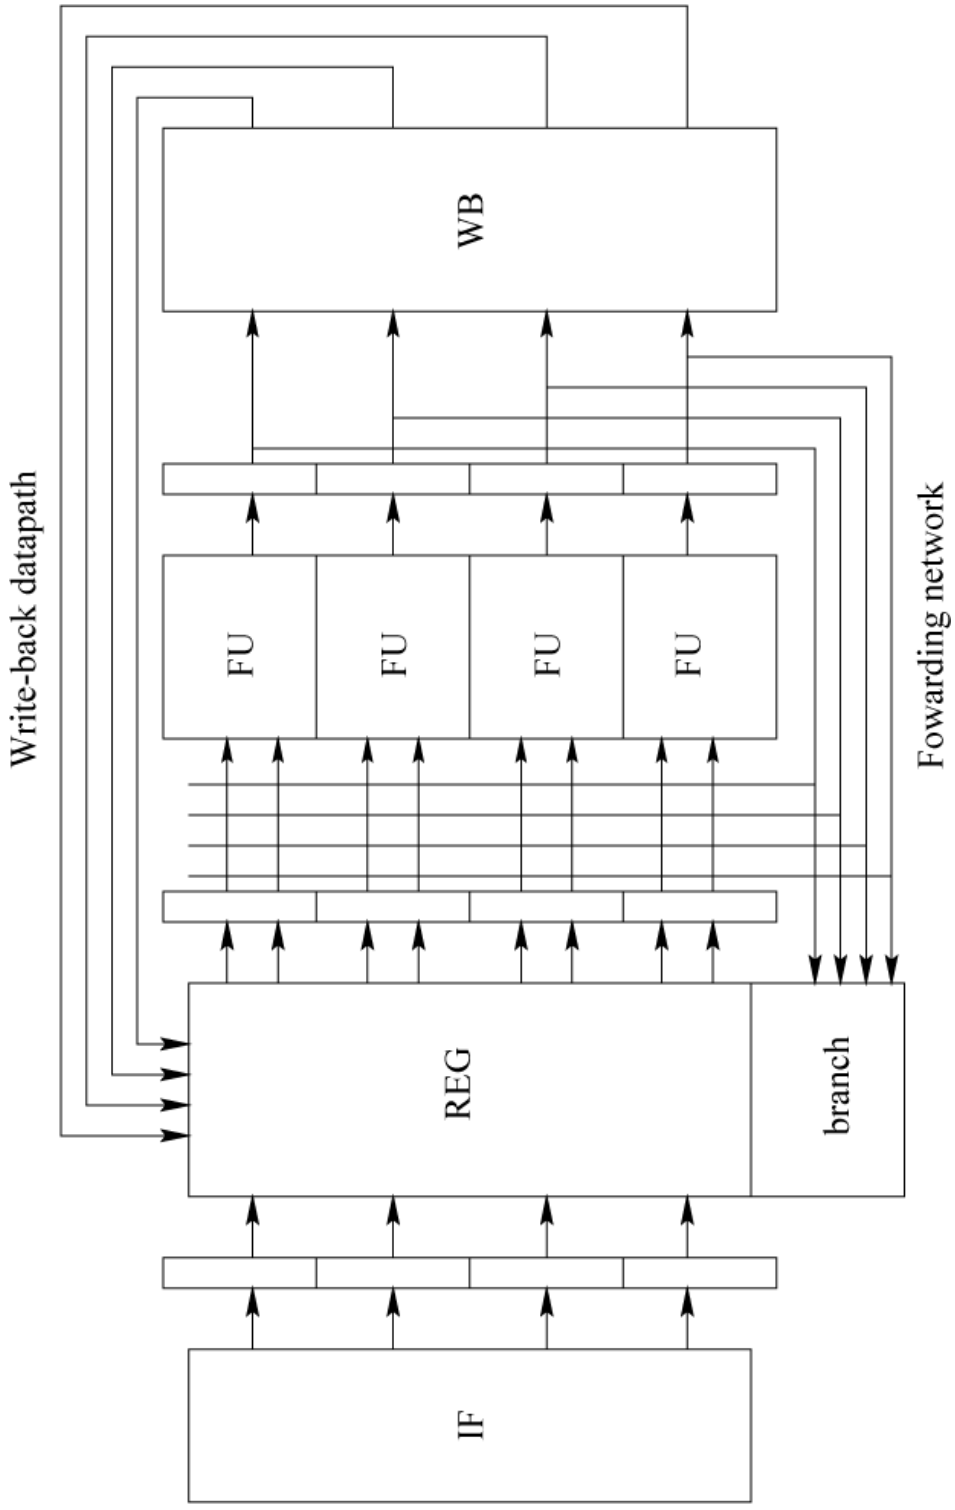 Write-back datapath
IF
REG
branch
FU
FU
FU
FU
WB
Fowarding network